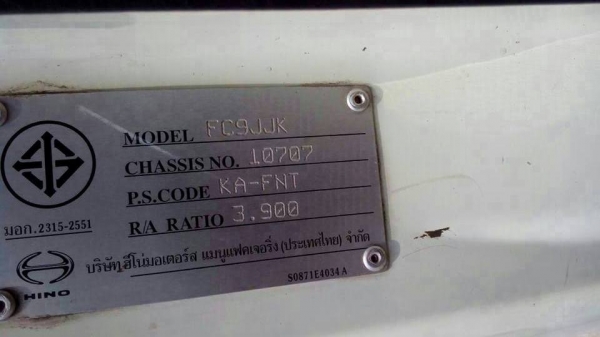 MODEL FC9JJK
CHASSIS NO. 10707
P.S.CODE KA-FNT
R/A RATIO 3.900
มอก.2315-2551
HINO
บริษัทฮีโน่มอเตอร์ส แมนูแฟคเจอริ่ง (ประเทศไทย) จำกัด
S0871E4034 A